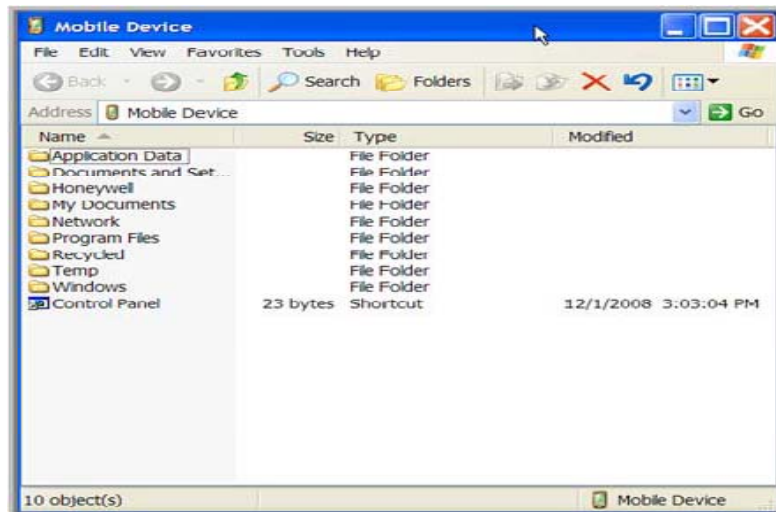 Mobile Device
File Edit View Favorites Tools Help
Back Search Folders
Address Mobile Device Go
Name Size Type Modified
Application Data File Folder
Documents and Set... File Folder
Honeywell File Folder
My Documents File Folder
Network File Folder
Program Files File Folder
Recycled File Folder
Temp File Folder
Windows File Folder
Control Panel 23 bytes Shortcut 12/1/2008 3:03:04 PM
10 object(s) Mobile Device